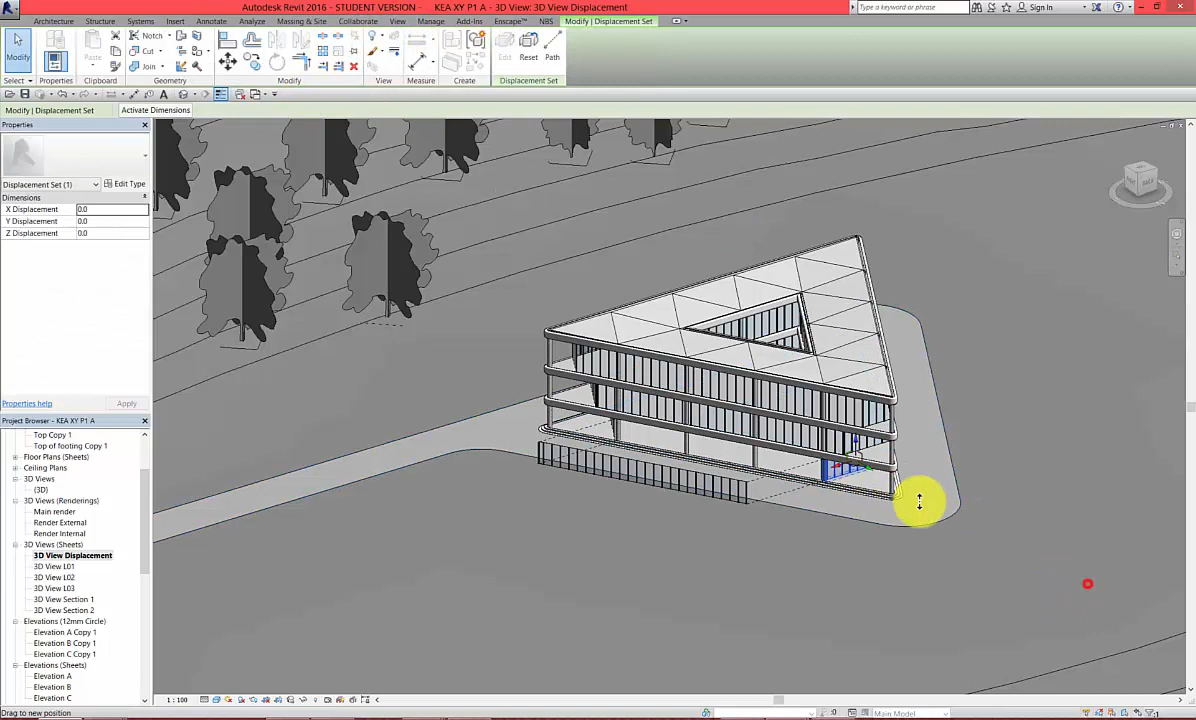 Autodesk Revit 2016 - STUDENT VERSION - KEA XY P1 A - 3D View: 3D View Displacement
Type a keyword or phrase
Sign In
Architecture Structure Systems Insert Annotate Analyze Massing & Site Collaborate View Manage Add-Ins Enscape™ NBS Modify | Displacement Set
Modify
Properties
Paste
Notch
Cut
Join
Edit Reset Path
Select Properties Clipboard Geometry Modify View Measure Create Displacement Set
Modify | Displacement Set Activate Dimensions
Properties
Displacement Set (1) Edit Type
Dimensions
X Displacement 0.0
Y Displacement 0.0
Z Displacement 0.0
Properties help Apply
Project Browser - KEA XY P1 A
Top Copy 1
Top of footing Copy 1
Floor Plans (Sheets)
Ceiling Plans
3D Views
{3D}
3D Views (Renderings)
Main render
Render External
Render Internal
3D Views (Sheets)
3D View Displacement
3D View L01
3D View L02
3D View L03
3D View Section 1
3D View Section 2
Elevations (12mm Circle)
Elevation A Copy 1
Elevation B Copy 1
Elevation C Copy 1
Elevations (Sheets)
Elevation A
Elevation B
Elevation C
1 : 100
Drag to new position
:0
Main Model